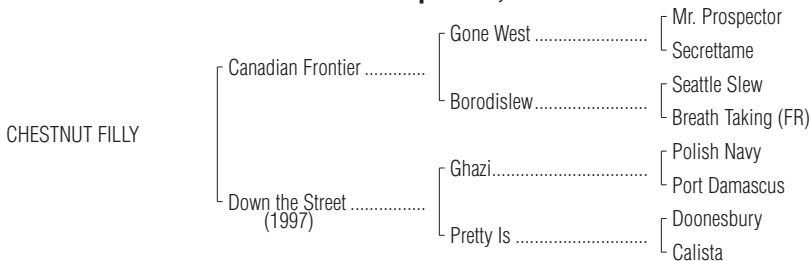 Mr. Prospector
Gone West ........................
Secrettame
Canadian Frontier .............
Seattle Slew
Borodislew........................
Breath Taking (FR)
CHESTNUT FILLY
Polish Navy
Ghazi.................................
Port Damascus
Down the Street ................
(1997)
Doonesbury
Pretty Is ............................
Calista